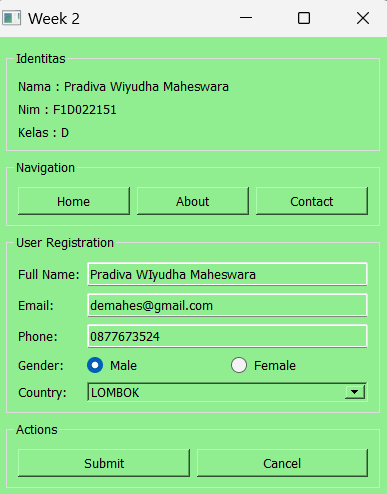 Week 2
Identitas
Nama : Pradiva Wiyudha Maheswara
Nim : F1D022151
Kelas : D
Navigation
Home About Contact
User Registration
Full Name: Pradiva WIyudha Maheswara
Email: demahes@gmail.com
Phone: 0877673524
Gender: Male Female
Country: LOMBOK
Actions
Submit Cancel